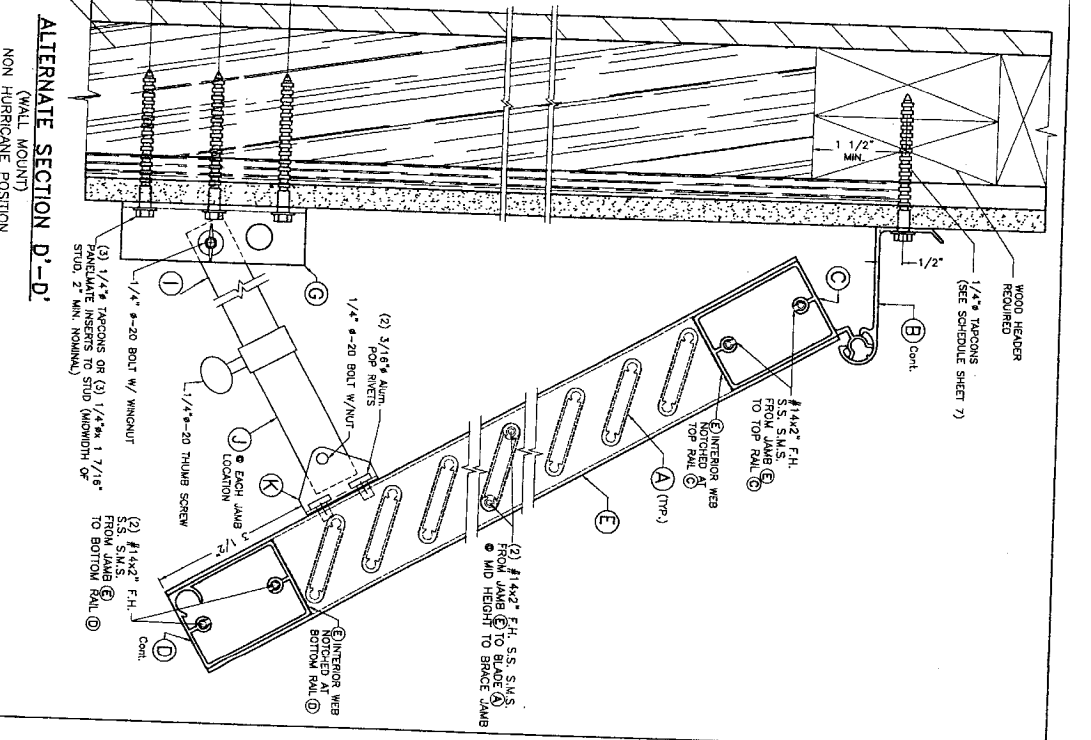 WOOD HEADER
REQUIRED
1/4"ø TAPCONS
(SEE SCHEDULE SHEET 7)
1 1/2"
MIN.
1/2"
B Cont.
C
#14x2" F.H.
S.S. S.M.S.
FROM JAMB E
TO TOP RAIL C
E INTERIOR WEB
NOTCHED AT
TOP RAIL C
A (TYP.)
E
(2) #14x2" F.H. S.S. S.M.S.
FROM JAMB E TO BLADE A
@ MID HEIGHT TO BRACE JAMB
G
I
(2) 3/16"ø Alum.
POP RIVETS
1/4" ø-20 BOLT W/NUT
J @ EACH JAMB
LOCATION
K
3 1/2"
E INTERIOR WEB
NOTCHED AT
BOTTOM RAIL D
D
Cont.
(2) #14x2" F.H.
S.S. S.M.S.
FROM JAMB E
TO BOTTOM RAIL D
1/4"ø-20 THUMB SCREW
1/4" ø-20 BOLT W/ WINGNUT
(3) 1/4"ø TAPCONS OR (3) 1/4"øx 1 7/16"
PANELMATE INSERTS TO STUD (MIDWIDTH OF
STUD, 2" MIN. NOMINAL)
ALTERNATE SECTION D'-D'
(WALL MOUNT)
NON HURRICANE POSITION